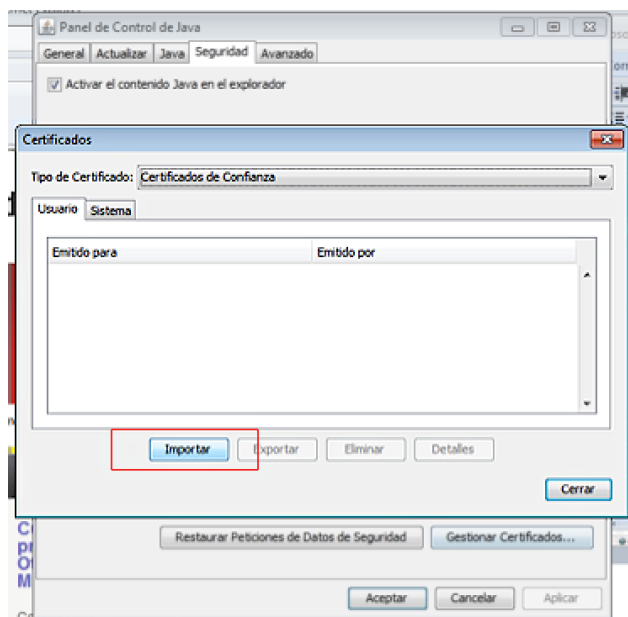 Panel de Control de Java
General Actualizar Java Seguridad Avanzado
Activar el contenido Java en el explorador
Certificados
Tipo de Certificado: Certificados de Confianza
Usuario Sistema
Emitido para Emitido por
Importar Exportar Eliminar Detalles
Cerrar
Restaurar Peticiones de Datos de Seguridad Gestionar Certificados...
Aceptar Cancelar Aplicar